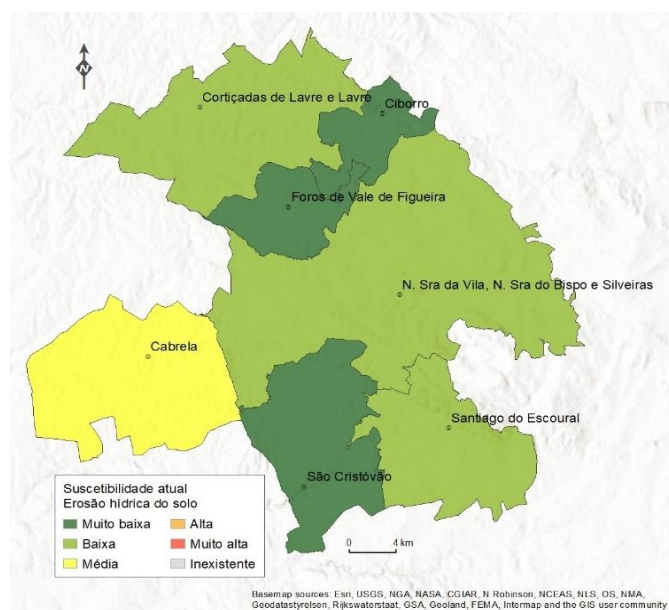 N
Cortiçadas de Lavre e Lavre
Ciborro
Foros de Vale de Figueira
N. Sra da Vila, N. Sra do Bispo e Silveiras
Cabrela
Santiago do Escoural
São Cristóvão
Suscetibilidade atual
Erosão hídrica do solo
Muito baixa
Alta
Baixa
Muito alta
Média
Inexistente
0 4 km
Basemap sources: Esri, USGS, NGA, NASA, CGIAR, N Robinson, NCEAS, NLS, OS, NMA,
Geodatastyrelsen, Rijkswaterstaat, GSA, Geoland, FEMA, Intermap and the GIS user community